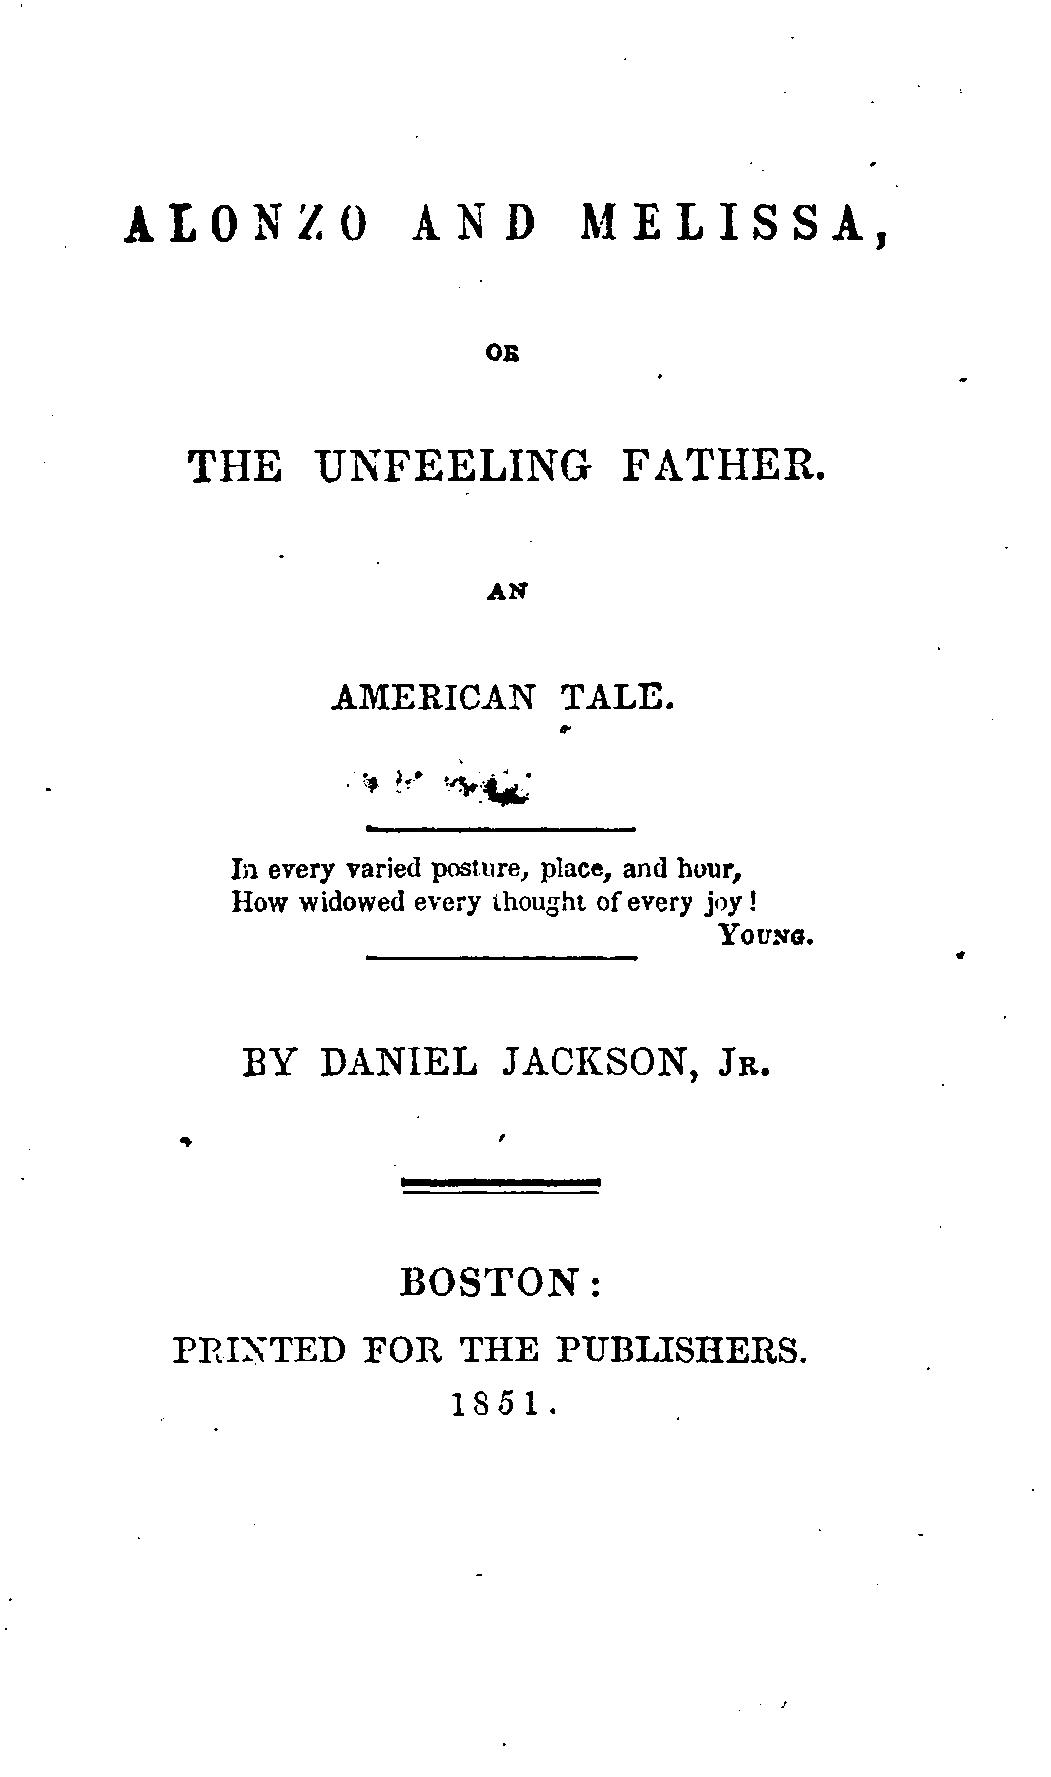 ALONZO AND MELISSA,
OR
THE UNFEELING FATHER.
AN
AMERICAN TALE.
In every varied posture, place, and hour,
How widowed every thought of every joy!
YOUNG.
BY DANIEL JACKSON, JR.
BOSTON:
PRINTED FOR THE PUBLISHERS.
1851.